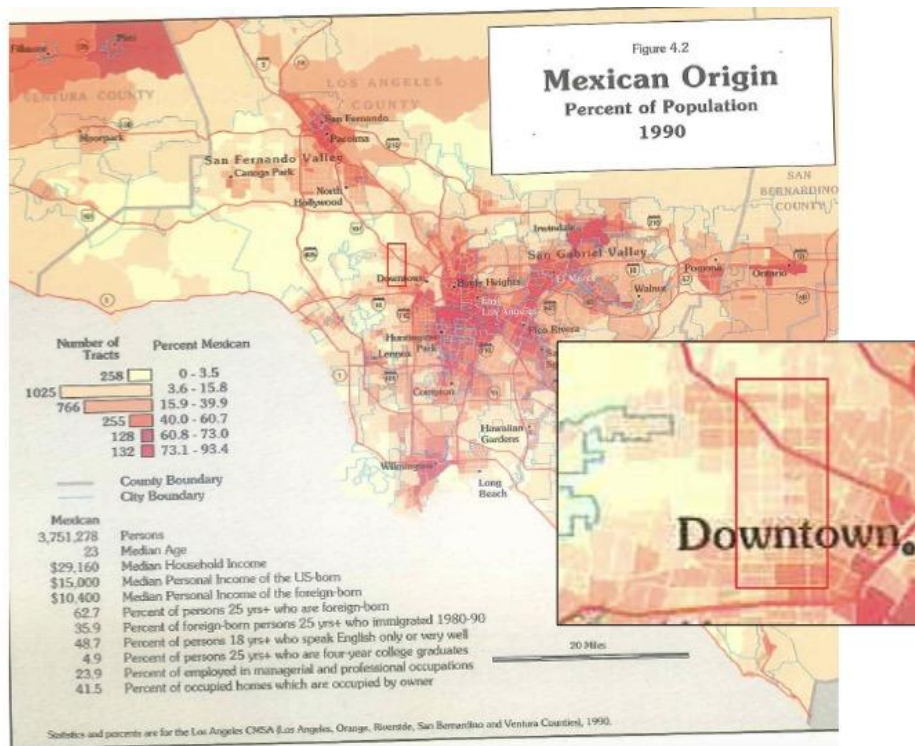 Figure 4.2
Mexican Origin
Percent of Population
1990
Fillmore
Piru
VENTURA COUNTY
LOS ANGELES
COUNTY
SAN
BERNARDINO
COUNTY
Moorpark
San Fernando
Pacoima
San Fernando Valley
Canoga Park
North
Hollywood
Irwindale
San Gabriel Valley
El Monte
Pomona
Ontario
Walnut
Downtown
Boyle Heights
East
Los Angeles
Pico Rivera
Huntington
Park
Lennox
Compton
Hawaiian
Gardens
Wilmington
Long
Beach
Downtown
Number of
Tracts
Percent Mexican
258 0 - 3.5
1025 3.6 - 15.8
766 15.9 - 39.9
255 40.0 - 60.7
128 60.8 - 73.0
132 73.1 - 93.4
County Boundary
City Boundary
Mexican
3,751,278 Persons
23 Median Age
$29,160 Median Household Income
$15,000 Median Personal Income of the US-born
$10,400 Median Personal Income of the foreign-born
62.7 Percent of persons 25 yrs+ who are foreign-born
35.9 Percent of foreign-born persons 25 yrs+ who immigrated 1980-90
48.7 Percent of persons 18 yrs+ who speak English only or very well
4.9 Percent of persons 25 yrs+ who are four-year college graduates
23.9 Percent of employed in managerial and professional occupations
41.5 Percent of occupied homes which are occupied by owner
20 Miles
Statistics and percents are for the Los Angeles CMSA (Los Angeles, Orange, Riverside, San Bernardino and Ventura Counties), 1990.